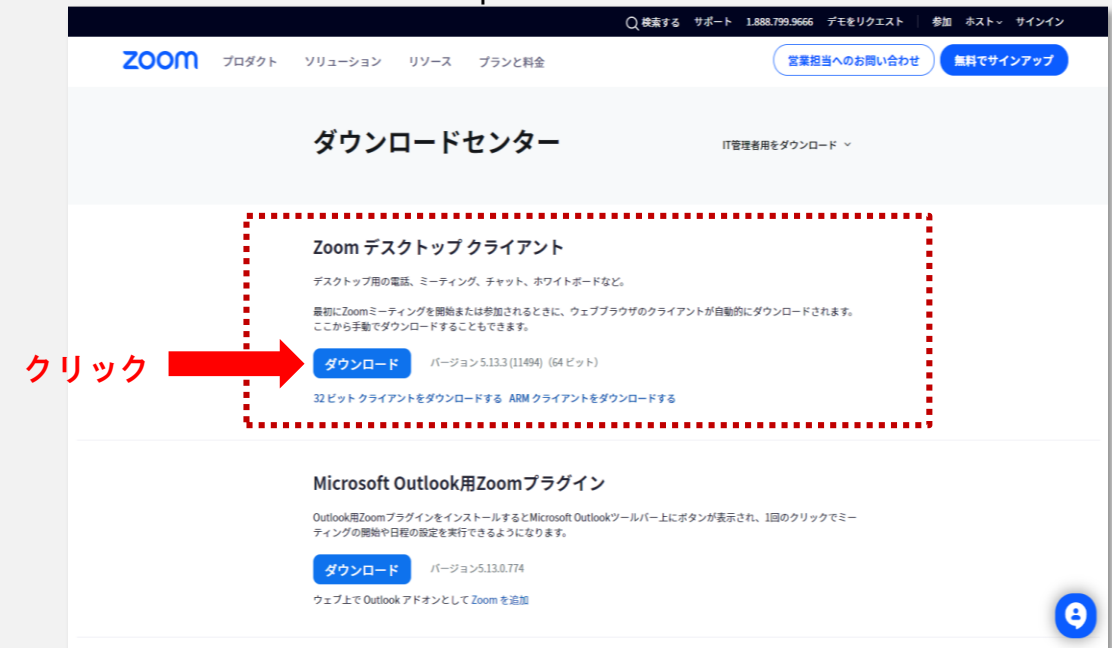 検索する サポート 1.888.799.9666 デモをリクエスト 参加 ホスト サインイン
zoom プロダクト ソリューション リソース プランと料金 営業担当へのお問い合わせ 無料でサインアップ
ダウンロードセンター
IT管理者用をダウンロード
Zoom デスクトップ クライアント
デスクトップ用の電話、ミーティング、チャット、ホワイトボードなど。
最初にZoomミーティングを開始または参加されるときに、ウェブブラウザのクライアントが自動的にダウンロードされます。
ここから手動でダウンロードすることもできます。
クリック
ダウンロード バージョン 5.13.3 (11494) (64 ビット)
32 ビット クライアントをダウンロードする ARM クライアントをダウンロードする
Microsoft Outlook用Zoomプラグイン
Outlook用ZoomプラグインをインストールするとMicrosoft Outlookツールバー上にボタンが表示され、1回のクリックでミー
ティングの開始や日程の設定を実行できるようになります。
ダウンロード バージョン5.13.0.774
ウェブ上で Outlook アドオンとして Zoom を追加